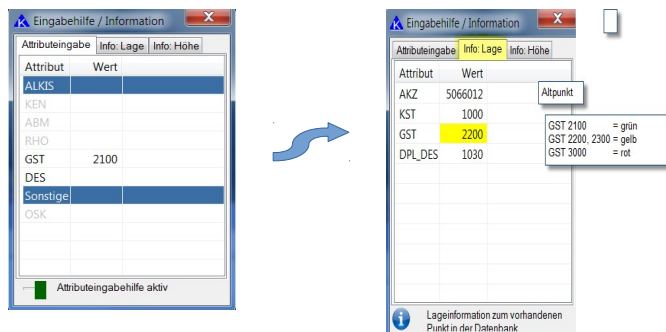 Eingabehilfe / Information
Attributeingabe Info: Lage Info: Höhe
Attribut Wert
ALKIS
KEN
ABM
RHO
GST 2100
DES
Sonstige
OSK
Attributeingabehilfe aktiv
Eingabehilfe / Information
Attributeingabe Info: Lage Info: Höhe
Attribut Wert
AKZ 5066012
KST 1000
GST 2200
DPL_DES 1030
Lageinformation zum vorhandenen
Punkt in der Datenbank
Altpunkt
GST 2100 = grün
GST 2200, 2300 = gelb
GST 3000 = rot